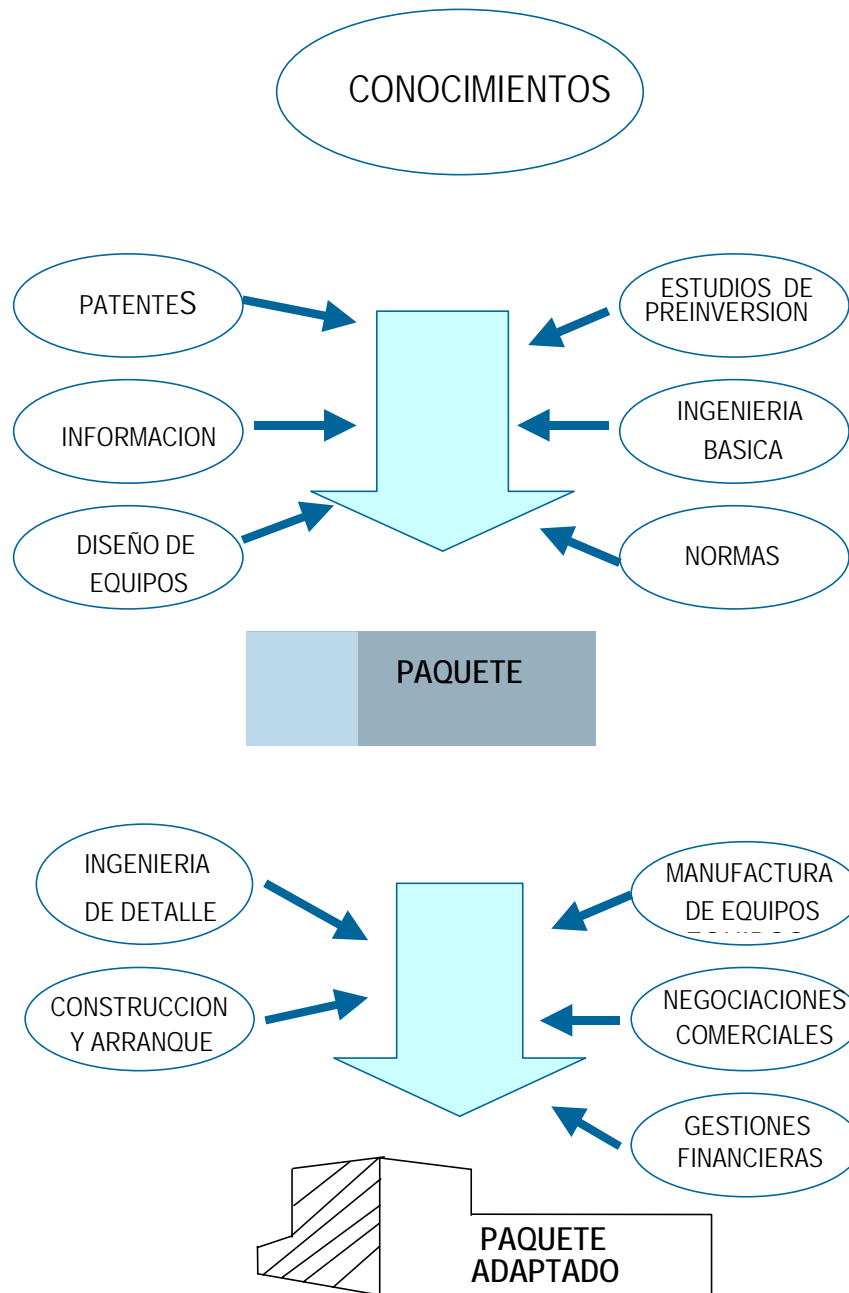 CONOCIMIENTOS
PATENTES
ESTUDIOS DE
PREINVERSION
INFORMACION
INGENIERIA
BASICA
DISEÑO DE
EQUIPOS
NORMAS
PAQUETE
INGENIERIA
DE DETALLE
MANUFACTURA
DE EQUIPOS
CONSTRUCCION
Y ARRANQUE
NEGOCIACIONES
COMERCIALES
GESTIONES
FINANCIERAS
PAQUETE
ADAPTADO